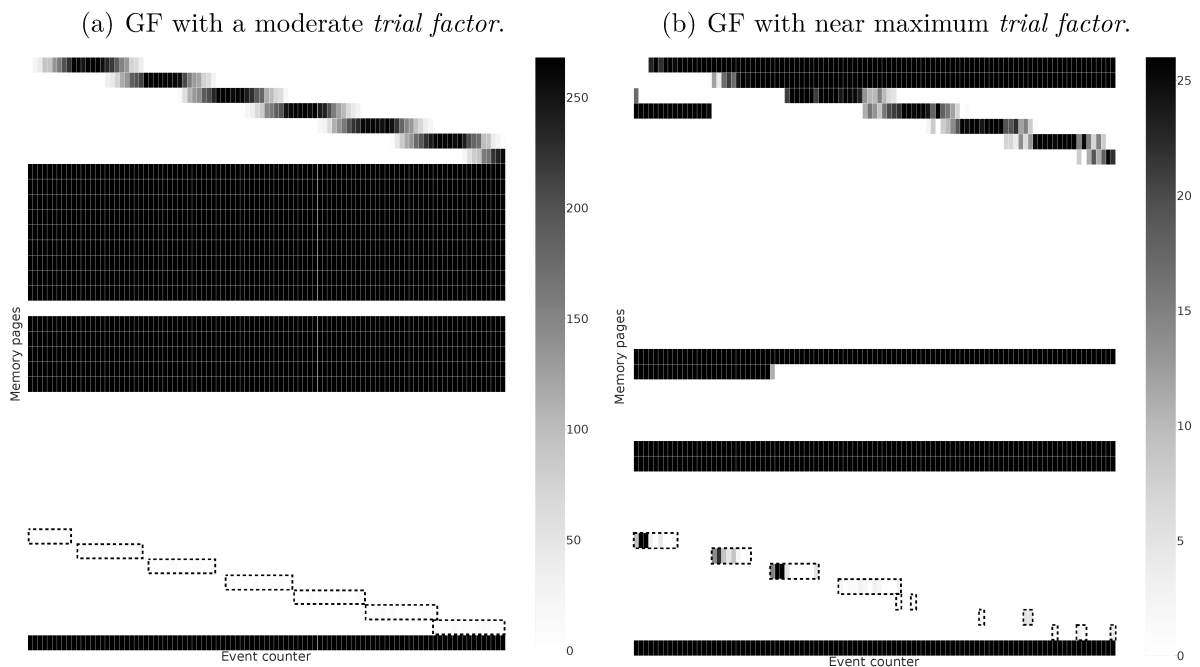 (a) GF with a moderate trial factor.
(b) GF with near maximum trial factor.
250
200
150
100
50
0
Memory pages
Event counter
25
20
15
10
5
0
Memory pages
Event counter